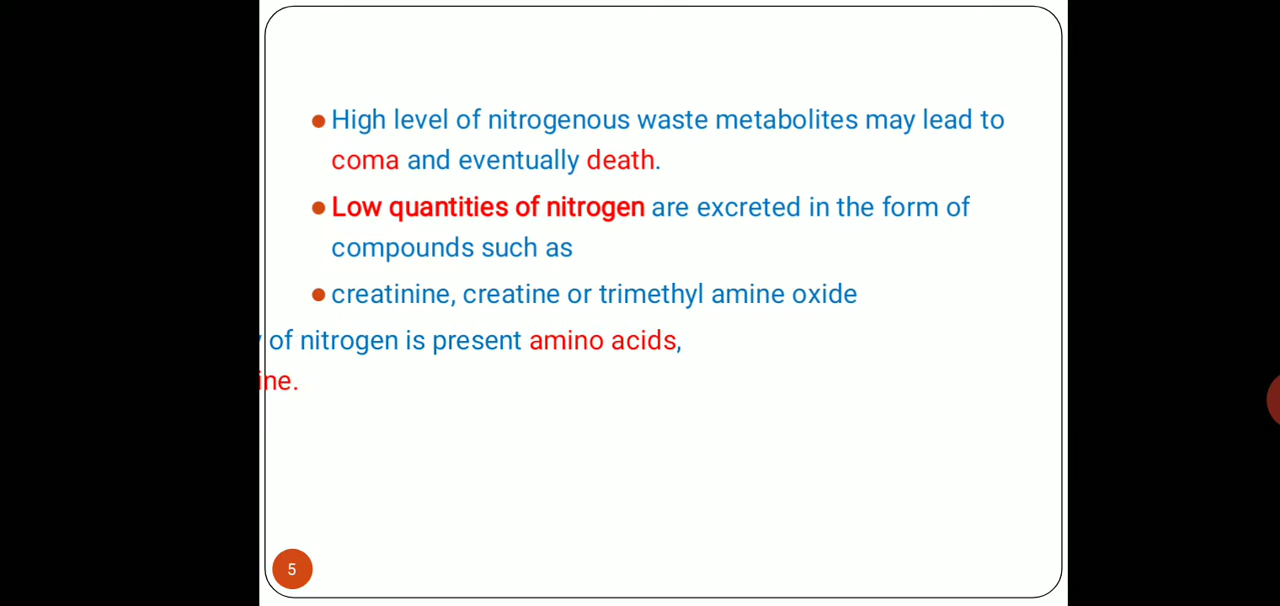 High level of nitrogenous waste metabolites may lead to
coma and eventually death.
Low quantities of nitrogen are excreted in the form of
compounds such as
creatinine, creatine or trimethyl amine oxide
of nitrogen is present amino acids,
ine.
5